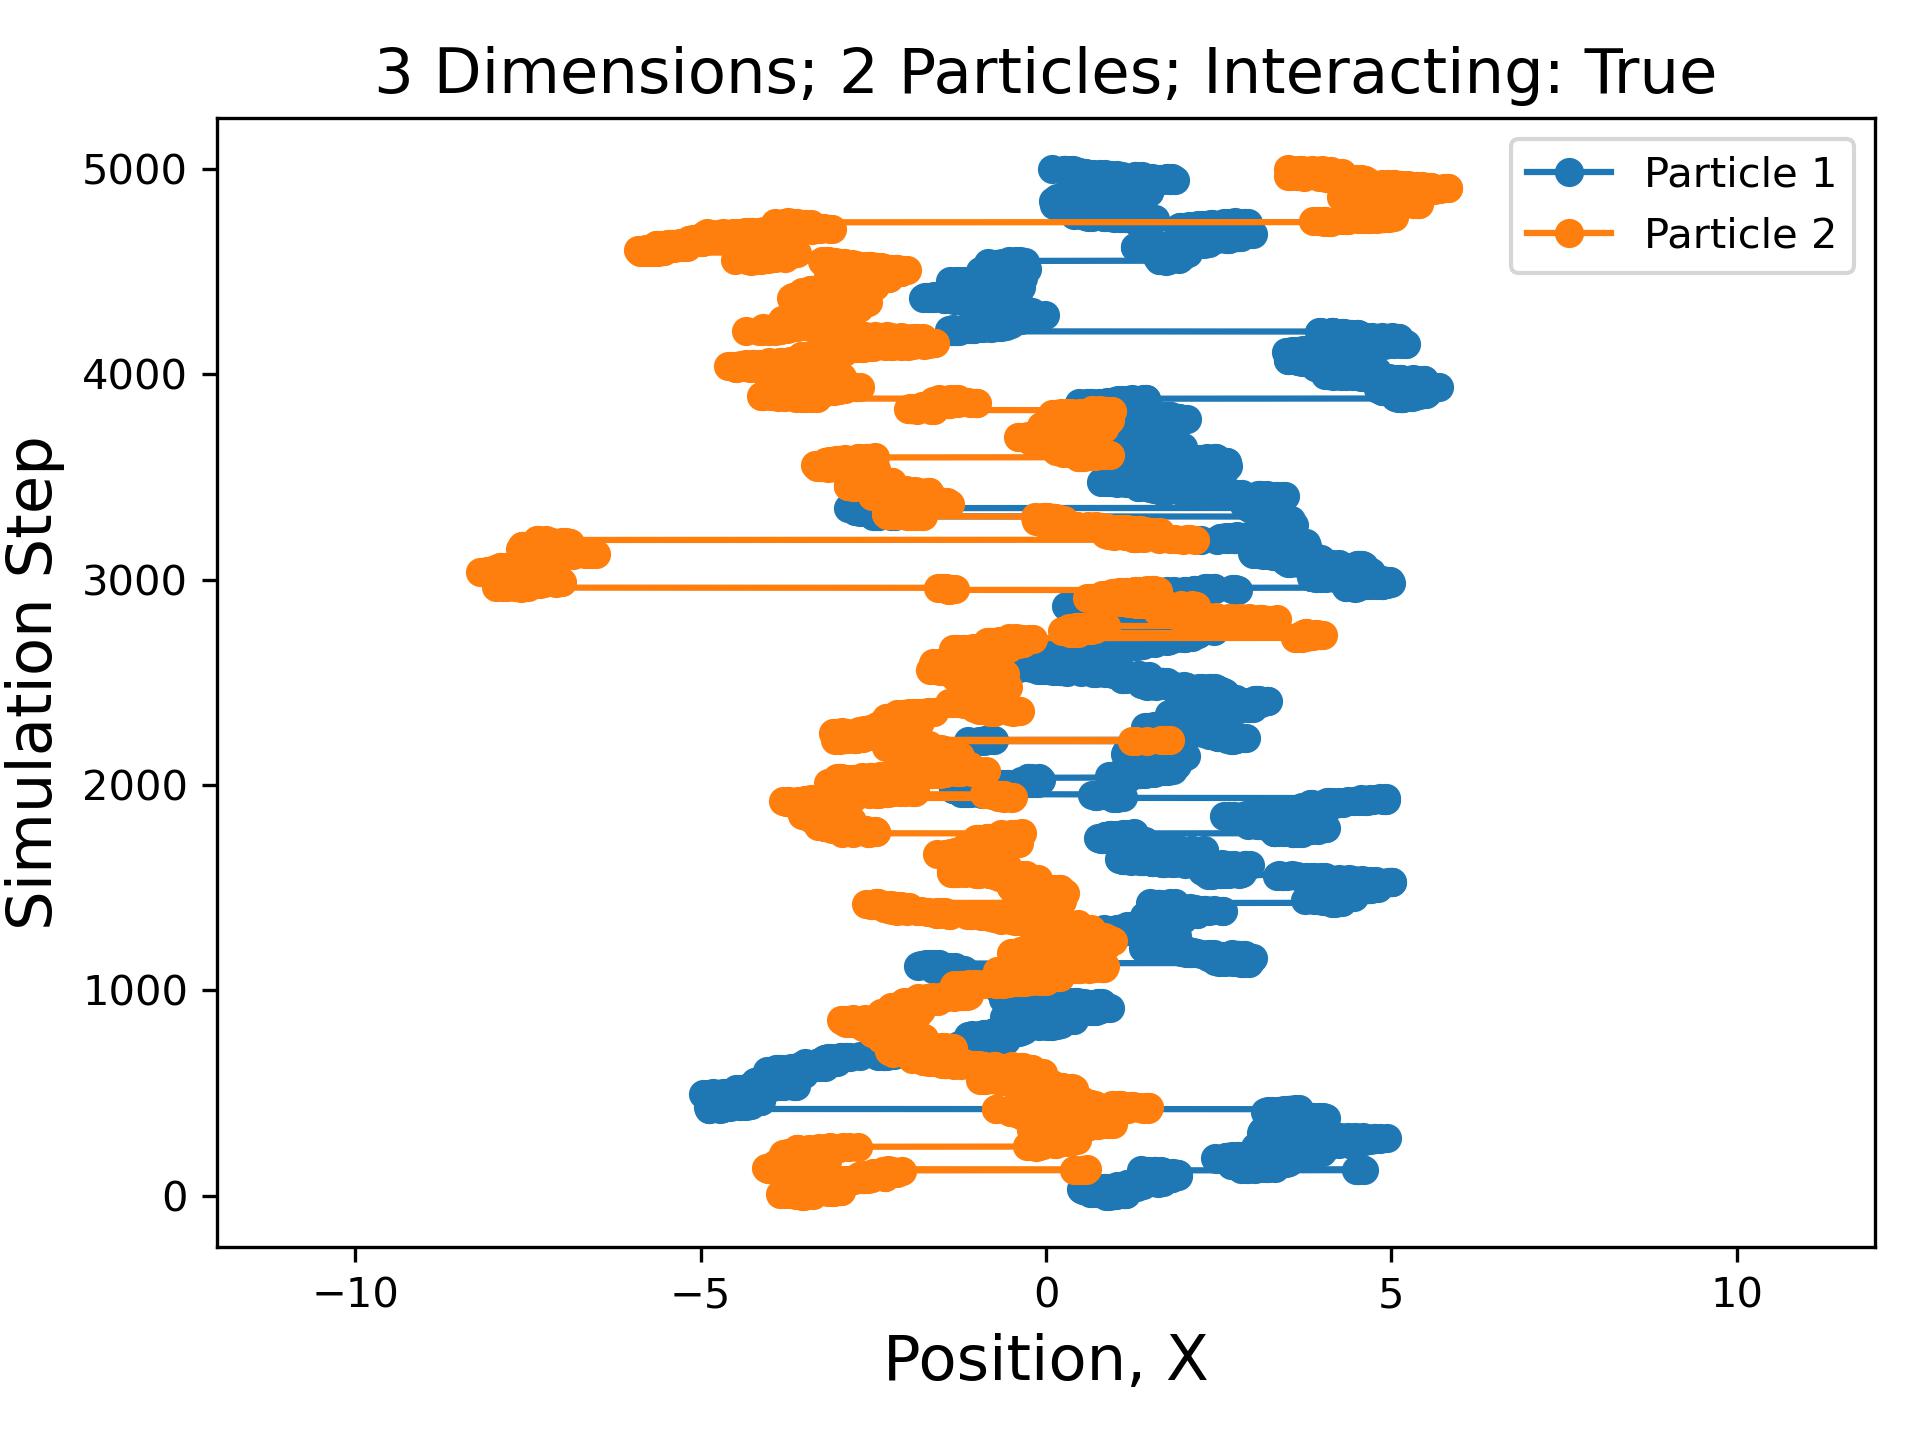 3 Dimensions; 2 Particles; Interacting: True
Particle 1
Particle 2
Simulation Step
5000
4000
3000
2000
1000
0
−10
−5
0
5
10
Position, X